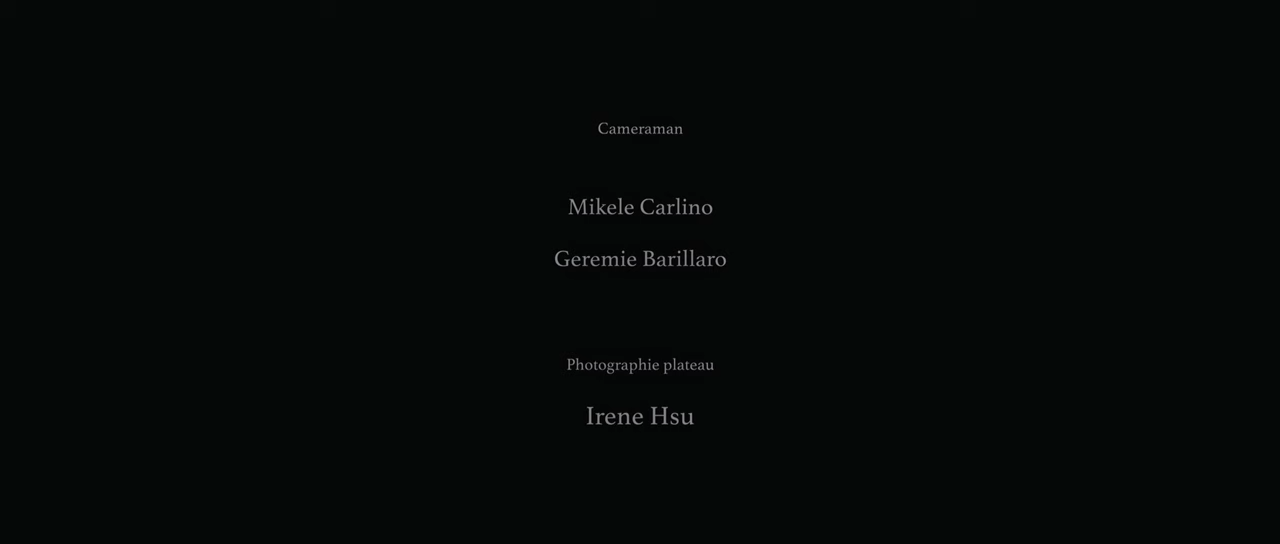 Cameraman
Mikele Carlino
Geremie Barillaro
Photographie plateau
Irene Hsu